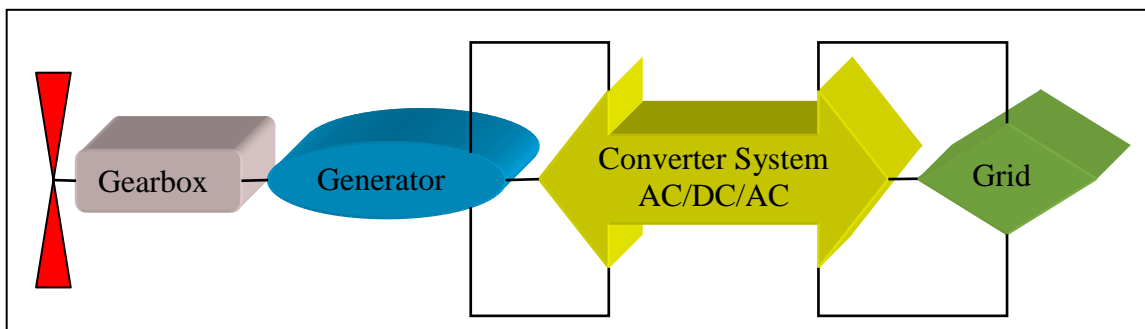 Gearbox
Generator
Converter System
AC/DC/AC
Grid